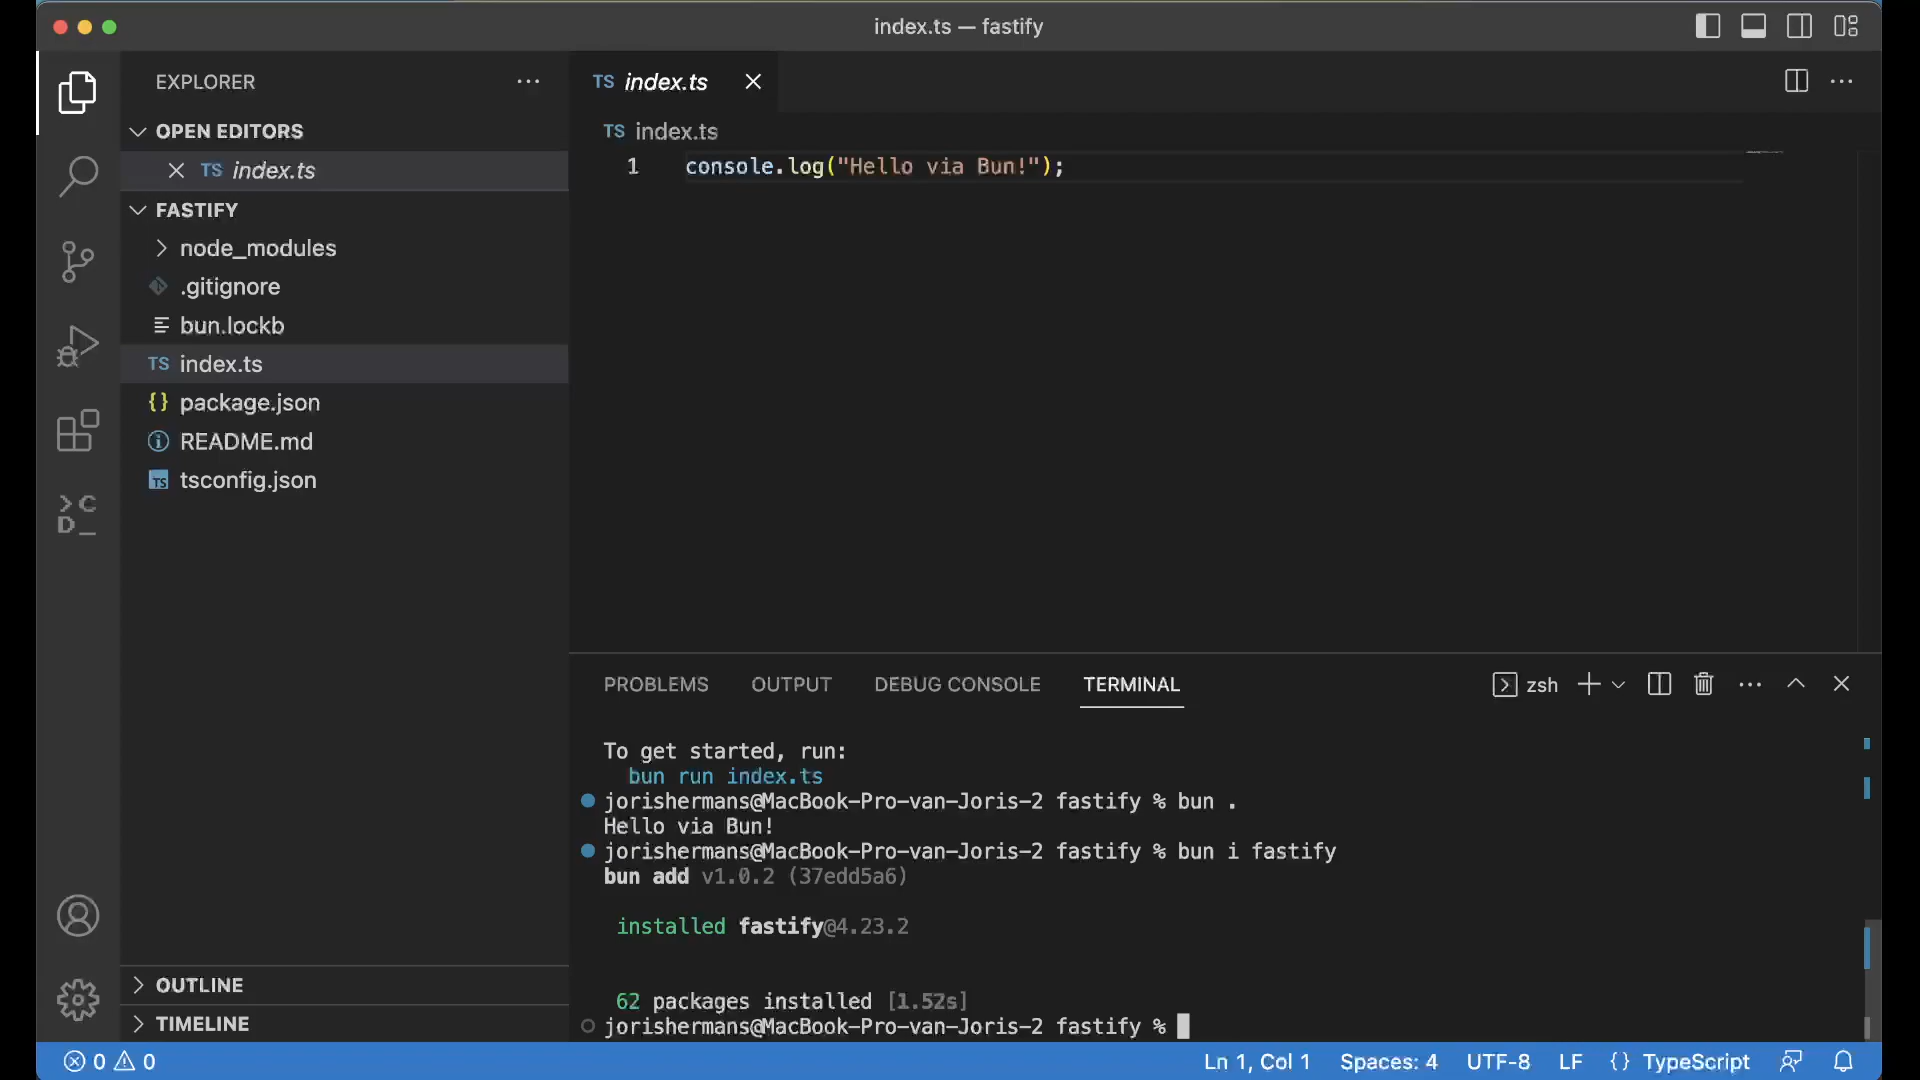 index.ts — fastify
EXPLORER
OPEN EDITORS
TS index.ts
FASTIFY
node_modules
.gitignore
bun.lockb
TS index.ts
{} package.json
README.md
TS tsconfig.json
OUTLINE
TIMELINE
>C
D_
TS index.ts
TS index.ts
1 console.log("Hello via Bun!");
PROBLEMS OUTPUT DEBUG CONSOLE TERMINAL
zsh
To get started, run:
bun run index.ts
jorishermans@MacBook-Pro-van-Joris-2 fastify % bun .
Hello via Bun!
jorishermans@MacBook-Pro-van-Joris-2 fastify % bun i fastify
bun add v1.0.2 (37edd5a6)
installed fastify@4.23.2
62 packages installed [1.52s]
jorishermans@MacBook-Pro-van-Joris-2 fastify %
0 0
Ln 1, Col 1 Spaces: 4 UTF-8 LF {} TypeScript